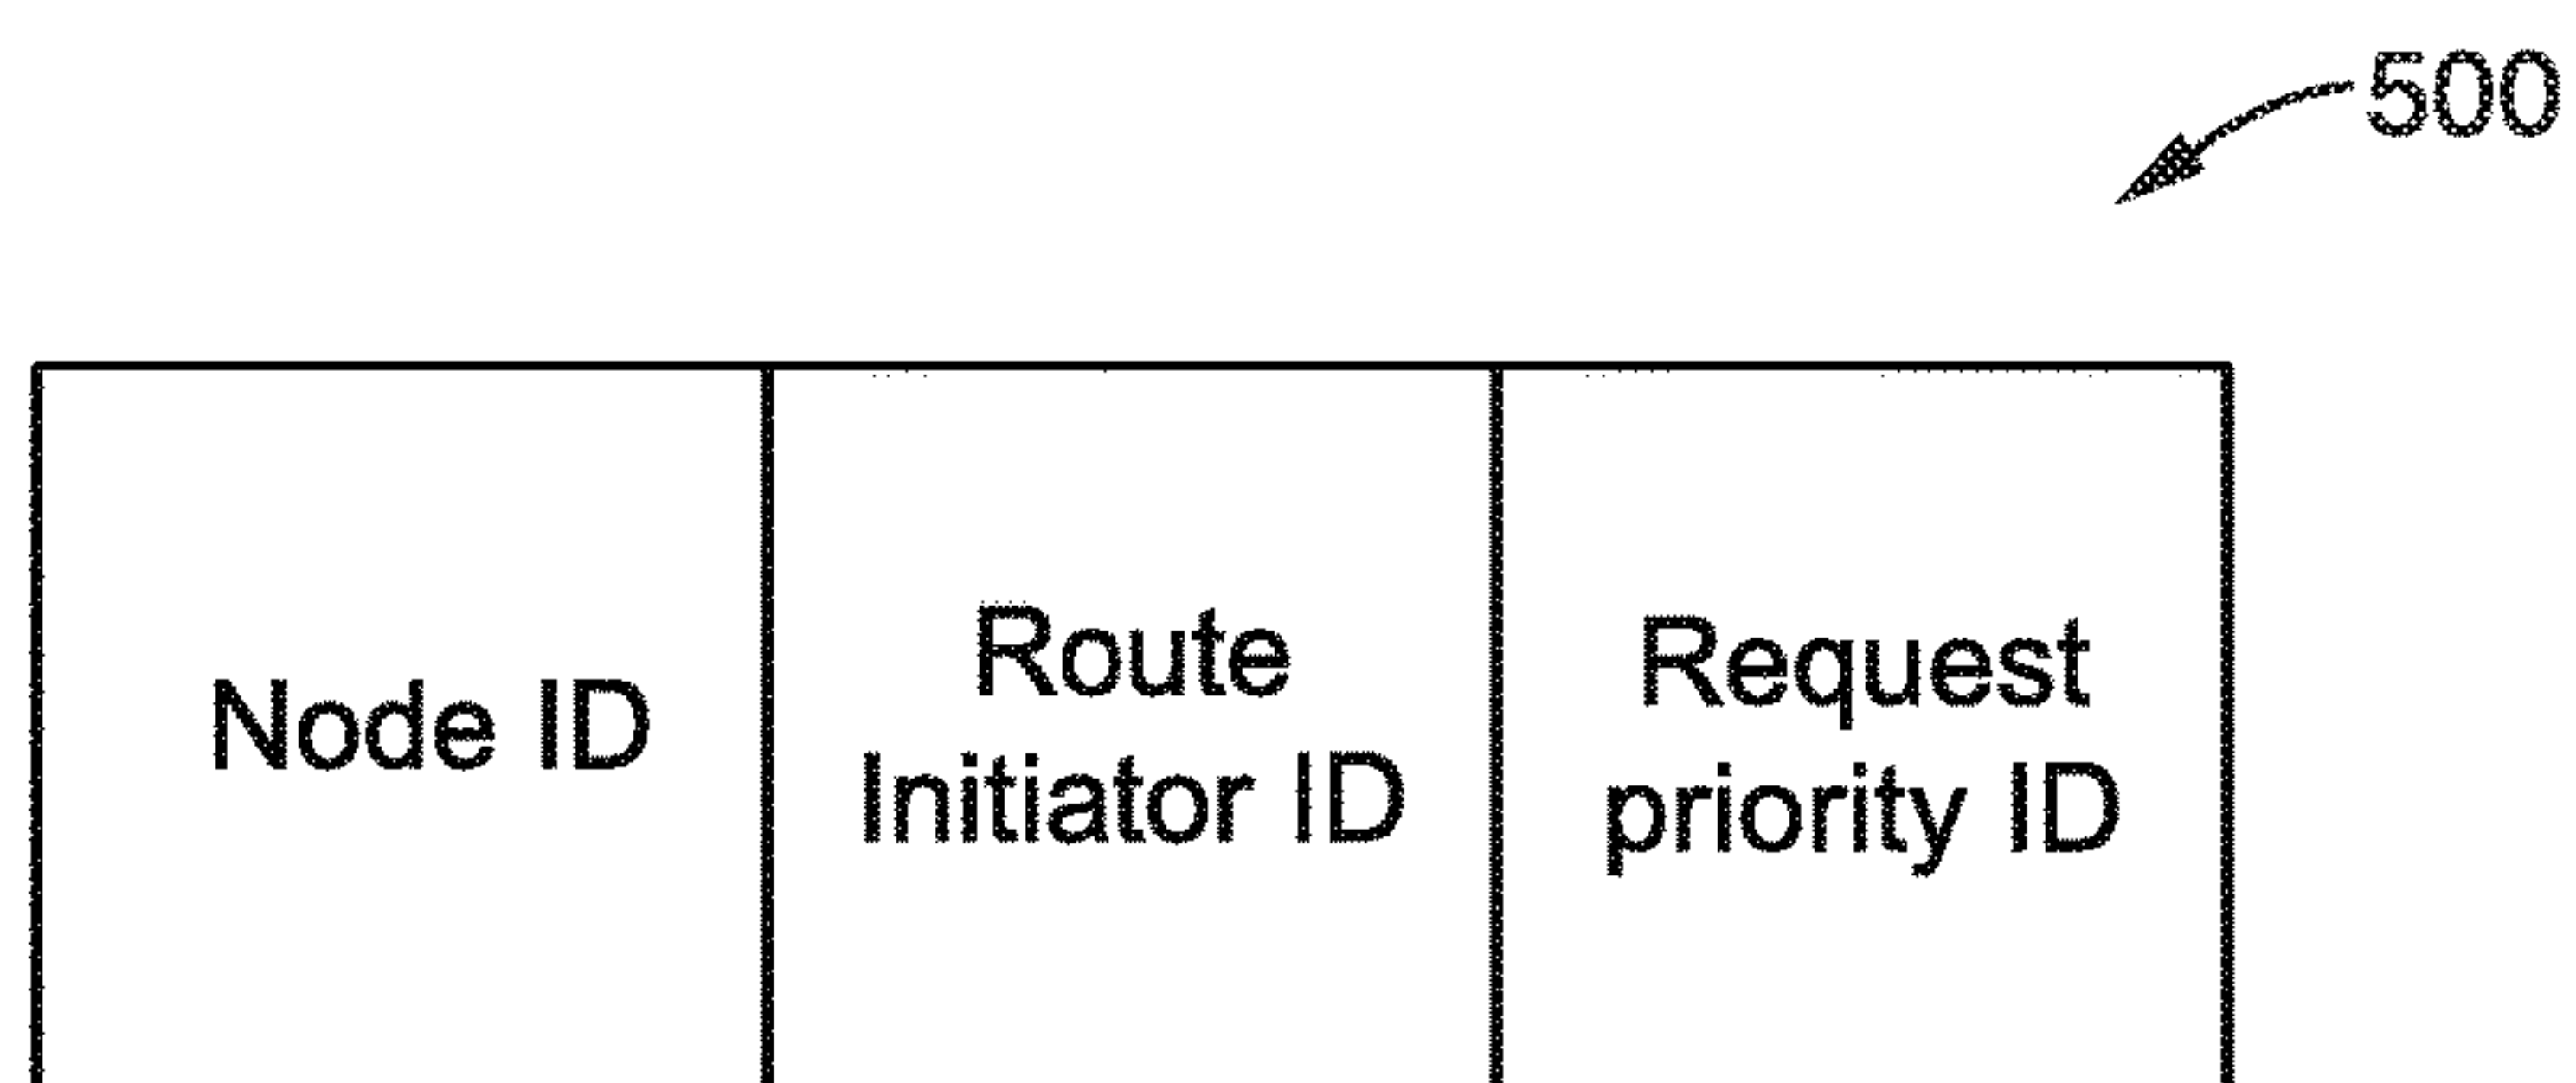 500
Node ID
Route
Initiator ID
Request
priority ID